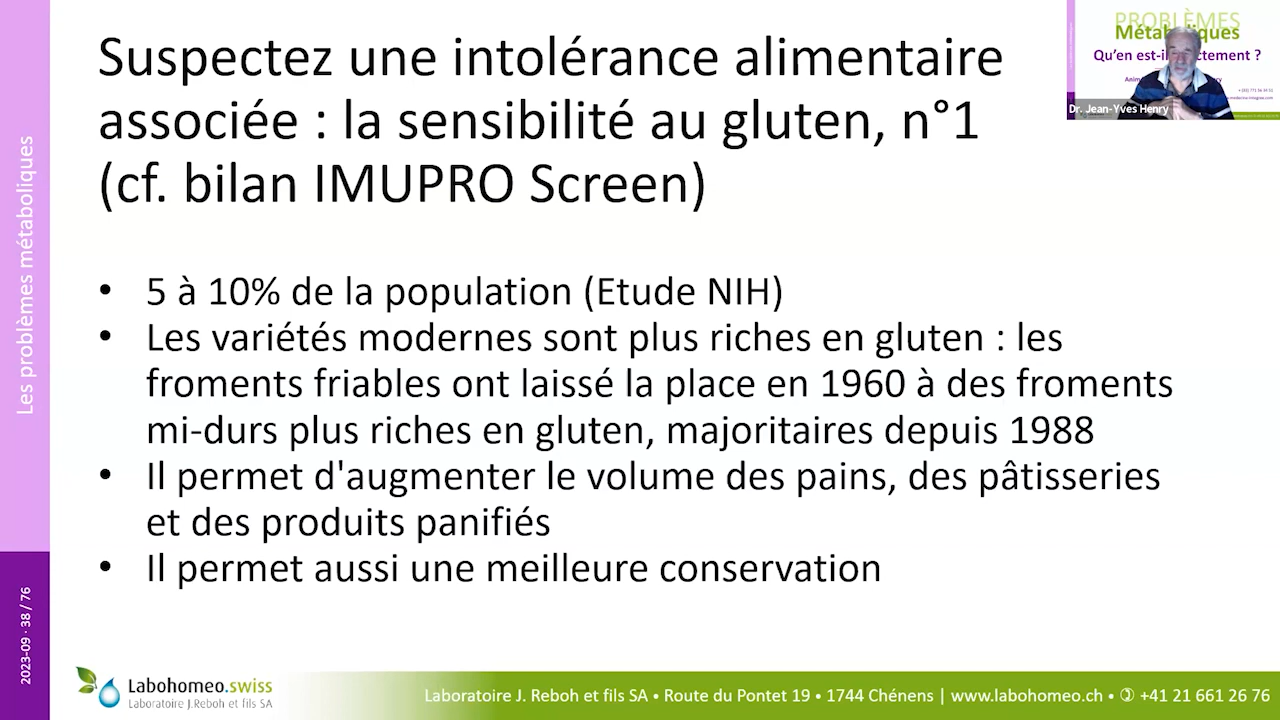 Suspectez une intolérance alimentaire
associée : la sensibilité au gluten, n°1
(cf. bilan IMUPRO Screen)
• 5 à 10% de la population (Etude NIH)
• Les variétés modernes sont plus riches en gluten : les
froments friables ont laissé la place en 1960 à des froments
mi-durs plus riches en gluten, majoritaires depuis 1988
• Il permet d'augmenter le volume des pains, des pâtisseries
et des produits panifiés
• Il permet aussi une meilleure conservation
Les problèmes métaboliques
2023-09 · 38 / 76
PROBLÈMES
Métaboliques
Qu'en est-il ctement ?
Dr. Jean-Yves Henry
Labohomeo.swiss
Laboratoire J.Reboh et fils SA
Laboratoire J. Reboh et fils SA • Route du Pontet 19 • 1744 Chénens | www.labohomeo.ch • ✆ +41 21 661 26 76